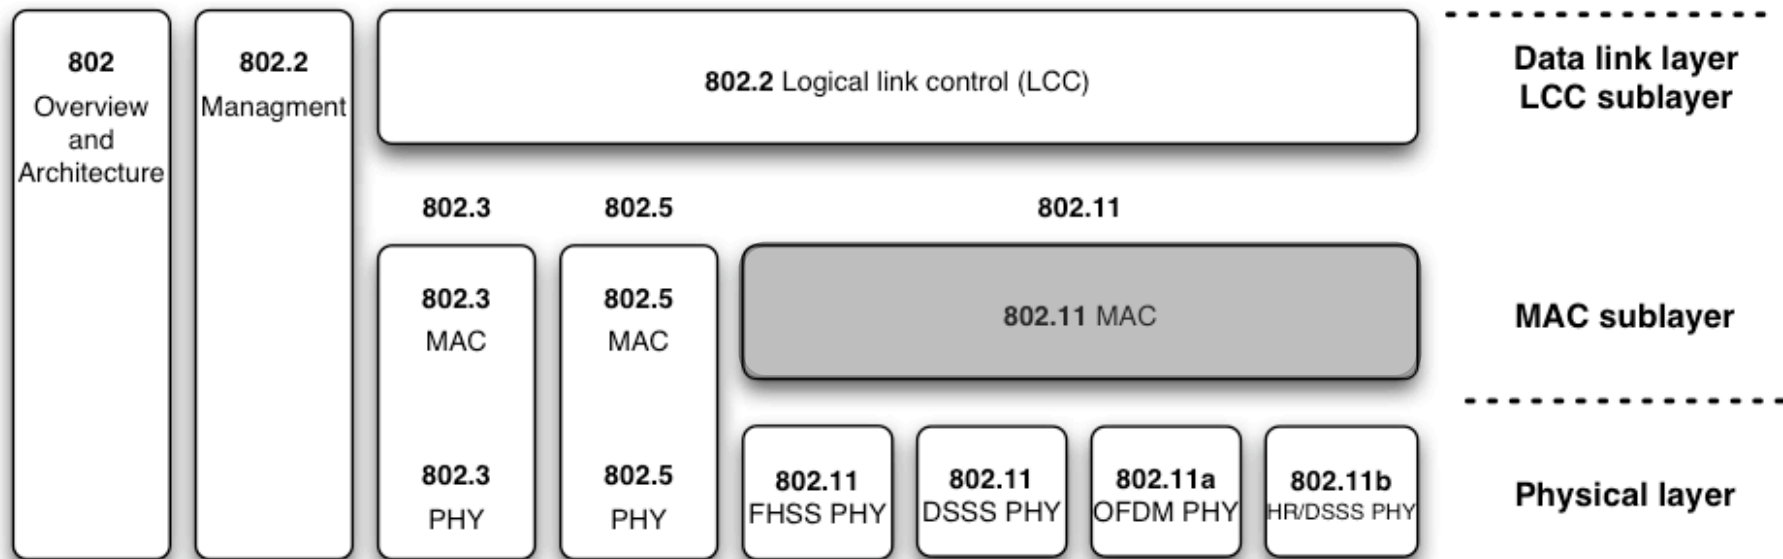 802
Overview
and
Architecture
802.2
Managment
802.2 Logical link control (LCC)
Data link layer
LCC sublayer
802.3
802.5
802.11
802.3
MAC
802.5
MAC
802.11 MAC
MAC sublayer
802.3
PHY
802.5
PHY
802.11
FHSS PHY
802.11
DSSS PHY
802.11a
OFDM PHY
802.11b
HR/DSSS PHY
Physical layer